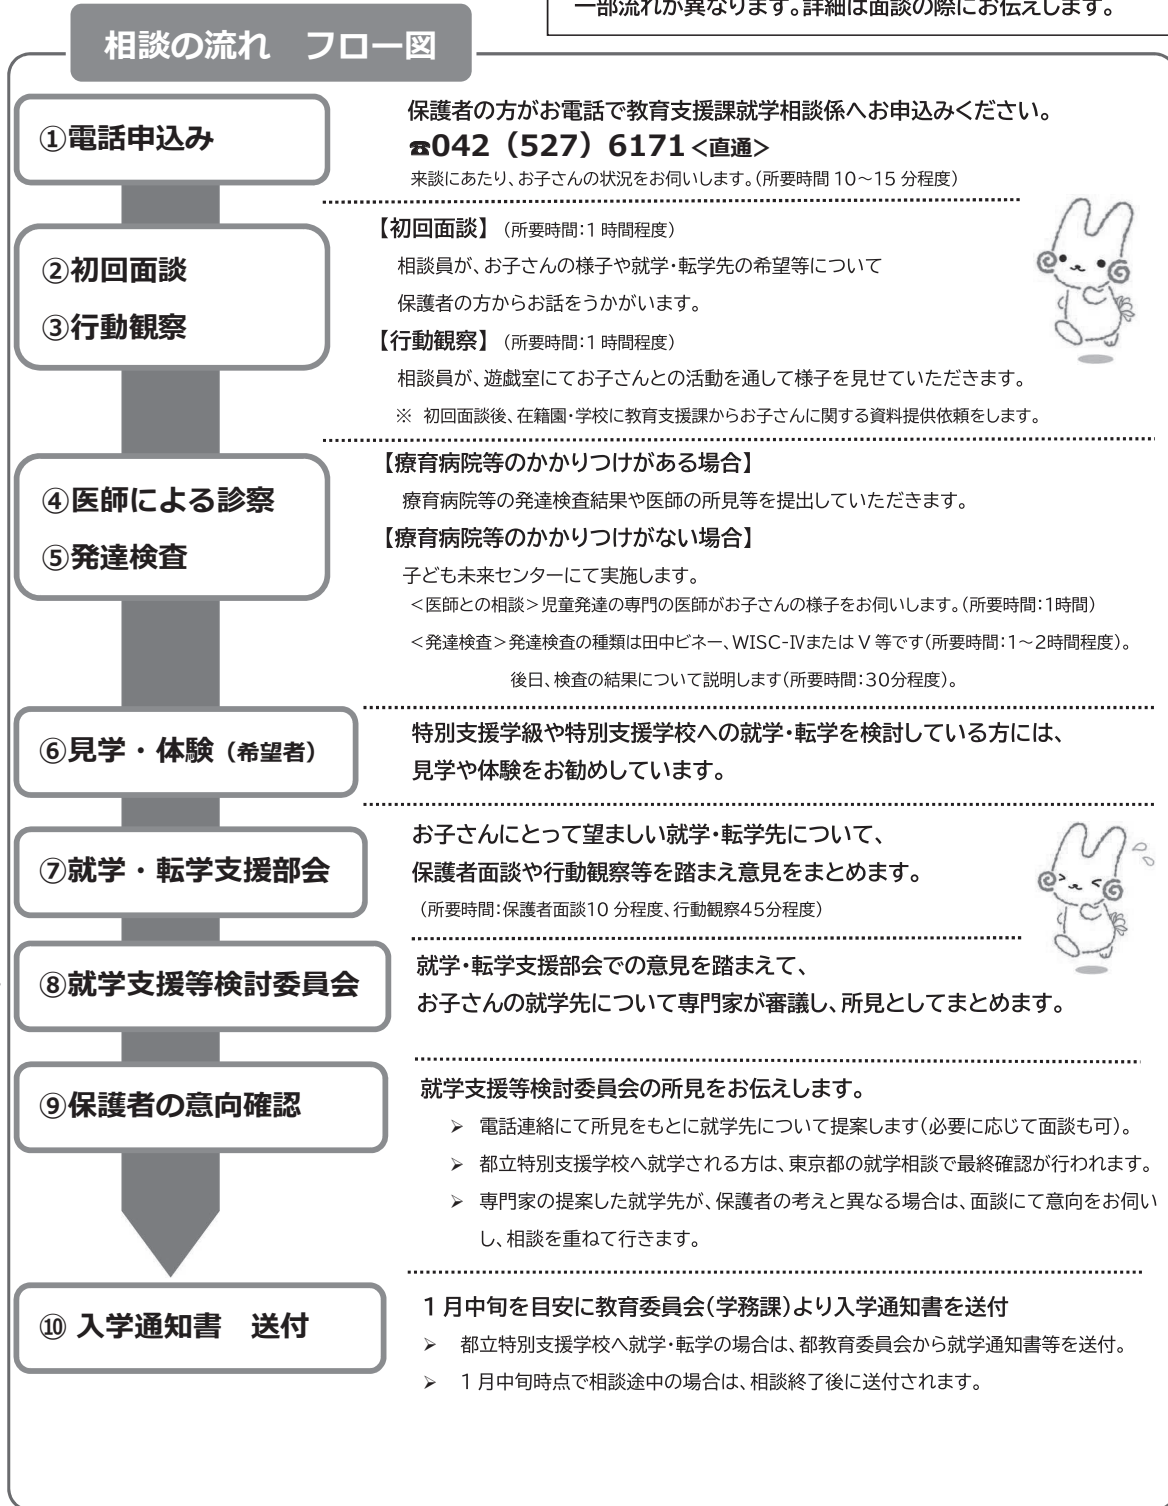 一部流れが異なります。詳細は面談の際にお伝えします。
相談の流れ　フロー図
①電話申込み
保護者の方がお電話で教育支援課就学相談係へお申込みください。
☎042（527）6171<直通>
来談にあたり、お子さんの状況をお伺いします。（所要時間 10～15 分程度）
②初回面談
③行動観察
【初回面談】（所要時間：1 時間程度）
相談員が、お子さんの様子や就学・転学先の希望等について
保護者の方からお話をうかがいます。
【行動観察】（所要時間：1 時間程度）
相談員が、遊戯室にてお子さんとの活動を通して様子を見せていただきます。
※ 初回面談後、在籍園・学校に教育支援課からお子さんに関する資料提供依頼をします。
④医師による診察
⑤発達検査
【療育病院等のかかりつけがある場合】
療育病院等の発達検査結果や医師の所見等を提出していただきます。
【療育病院等のかかりつけがない場合】
子ども未来センターにて実施します。
＜医師との相談＞児童発達の専門の医師がお子さんの様子をお伺いします。（所要時間：1時間）
＜発達検査＞発達検査の種類は田中ビネー、WISC-Ⅳまたは V 等です（所要時間：1～2時間程度）。
後日、検査の結果について説明します（所要時間：30分程度）。
⑥見学・体験（希望者）
特別支援学級や特別支援学校への就学・転学を検討している方には、
見学や体験をお勧めしています。
⑦就学・転学支援部会
お子さんにとって望ましい就学・転学先について、
保護者面談や行動観察等を踏まえ意見をまとめます。
（所要時間：保護者面談10 分程度、行動観察45分程度）
⑧就学支援等検討委員会
就学・転学支援部会での意見を踏まえて、
お子さんの就学先について専門家が審議し、所見としてまとめます。
⑨保護者の意向確認
就学支援等検討委員会の所見をお伝えします。
➢ 電話連絡にて所見をもとに就学先について提案します（必要に応じて面談も可）。
➢ 都立特別支援学校へ就学される方は、東京都の就学相談で最終確認が行われます。
➢ 専門家の提案した就学先が、保護者の考えと異なる場合は、面談にて意向をお伺い
し、相談を重ねて行きます。
⑩ 入学通知書　送付
1 月中旬を目安に教育委員会（学務課）より入学通知書を送付
➢ 都立特別支援学校へ就学・転学の場合は、都教育委員会から就学通知書等を送付。
➢ 1 月中旬時点で相談途中の場合は、相談終了後に送付されます。